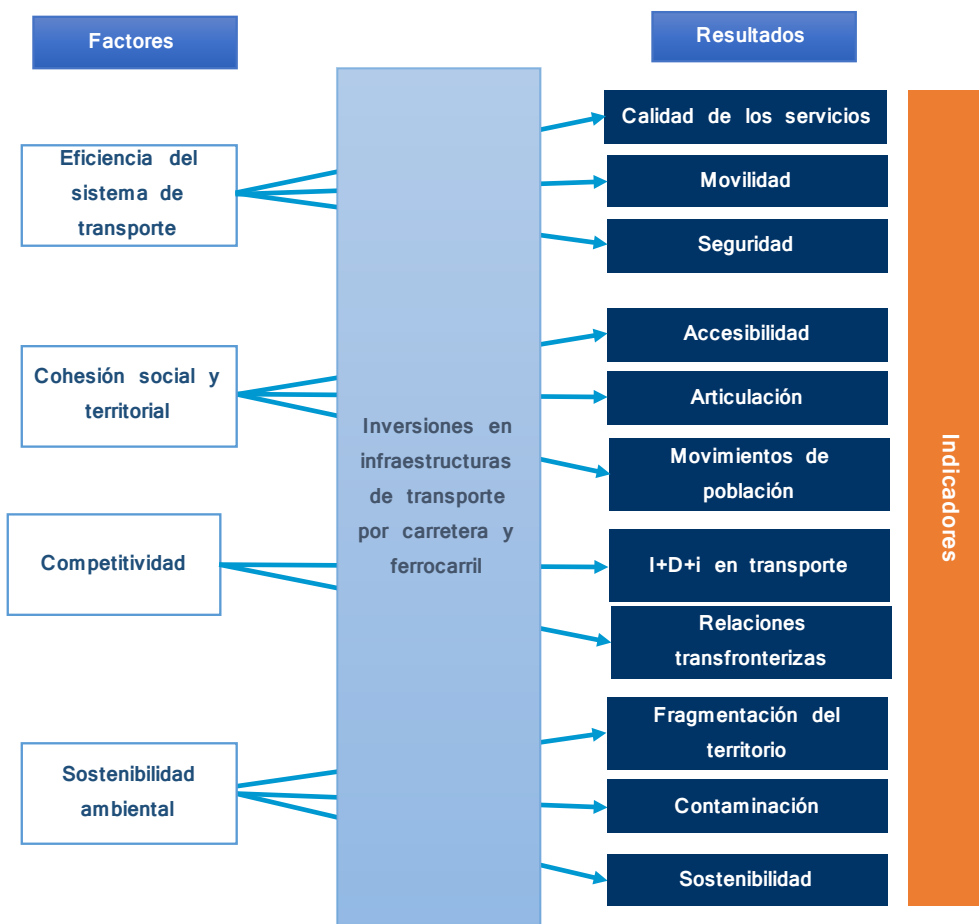 Factores
Resultados
Eficiencia del
sistema de
transporte
Cohesión social y
territorial
Competitividad
Sostenibilidad
ambiental
Inversiones en
infraestructuras
de transporte
por carretera y
ferrocarril
Calidad de los servicios
Movilidad
Seguridad
Accesibilidad
Articulación
Movimientos de
población
I+D+i en transporte
Relaciones
transfronterizas
Fragmentación del
territorio
Contaminación
Sostenibilidad
Indicadores